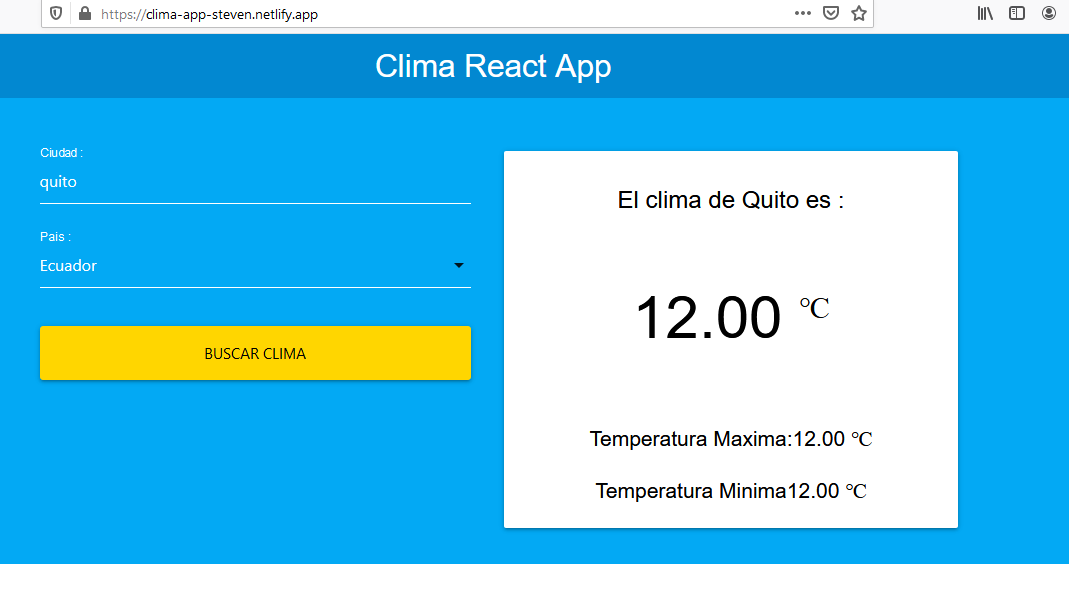 https://clima-app-steven.netlify.app
Clima React App
Ciudad :
quito
Pais :
Ecuador
BUSCAR CLIMA
El clima de Quito es :
12.00 ℃
Temperatura Maxima:12.00 ℃
Temperatura Minima12.00 ℃